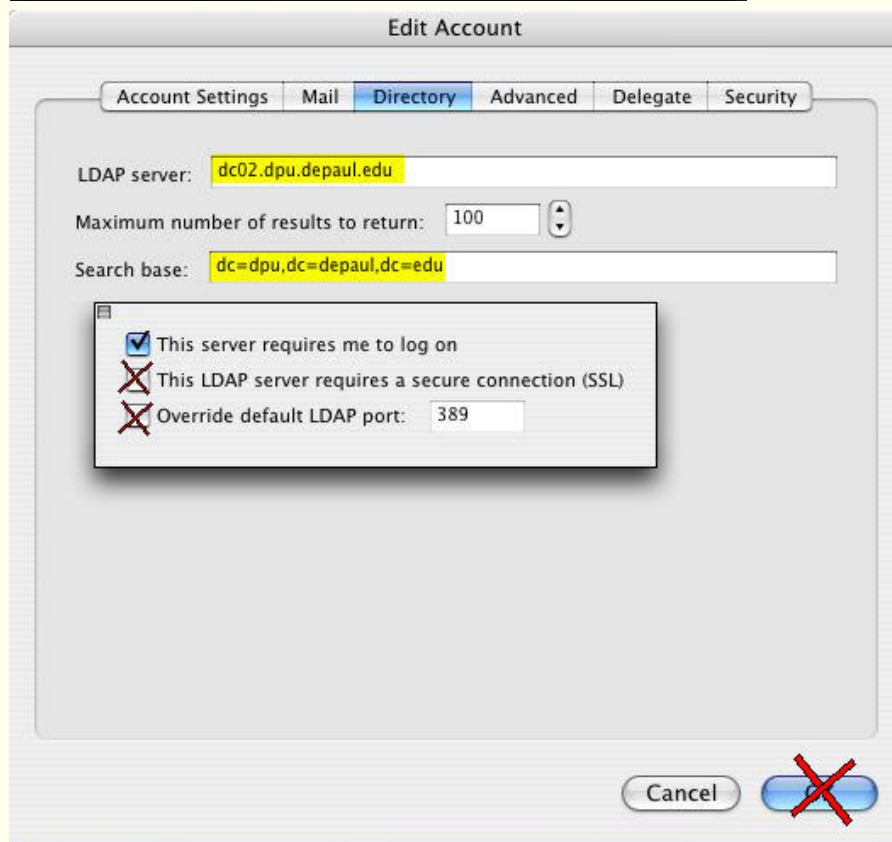 Edit Account
Account Settings Mail Directory Advanced Delegate Security
LDAP server: dc02.dpu.depaul.edu
Maximum number of results to return: 100
Search base: dc=dpu,dc=depaul,dc=edu
This server requires me to log on
This LDAP server requires a secure connection (SSL)
Override default LDAP port: 389
Cancel